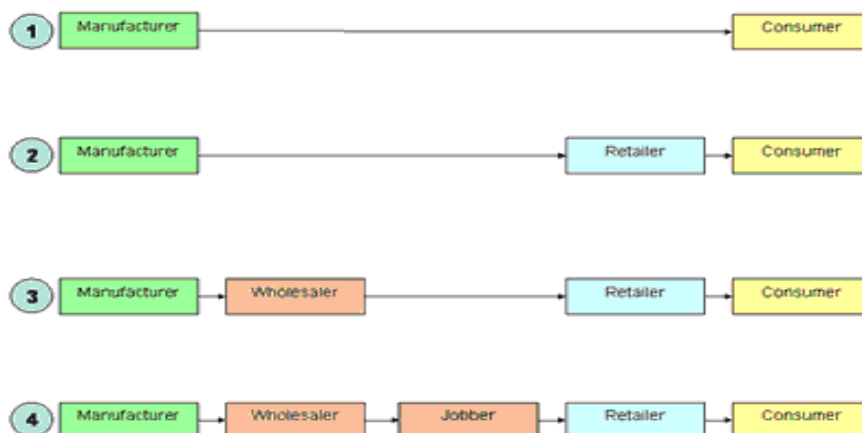 1 Manufacturer Consumer
2 Manufacturer Retailer Consumer
3 Manufacturer Wholesaler Retailer Consumer
4 Manufacturer Wholesaler Jobber Retailer Consumer